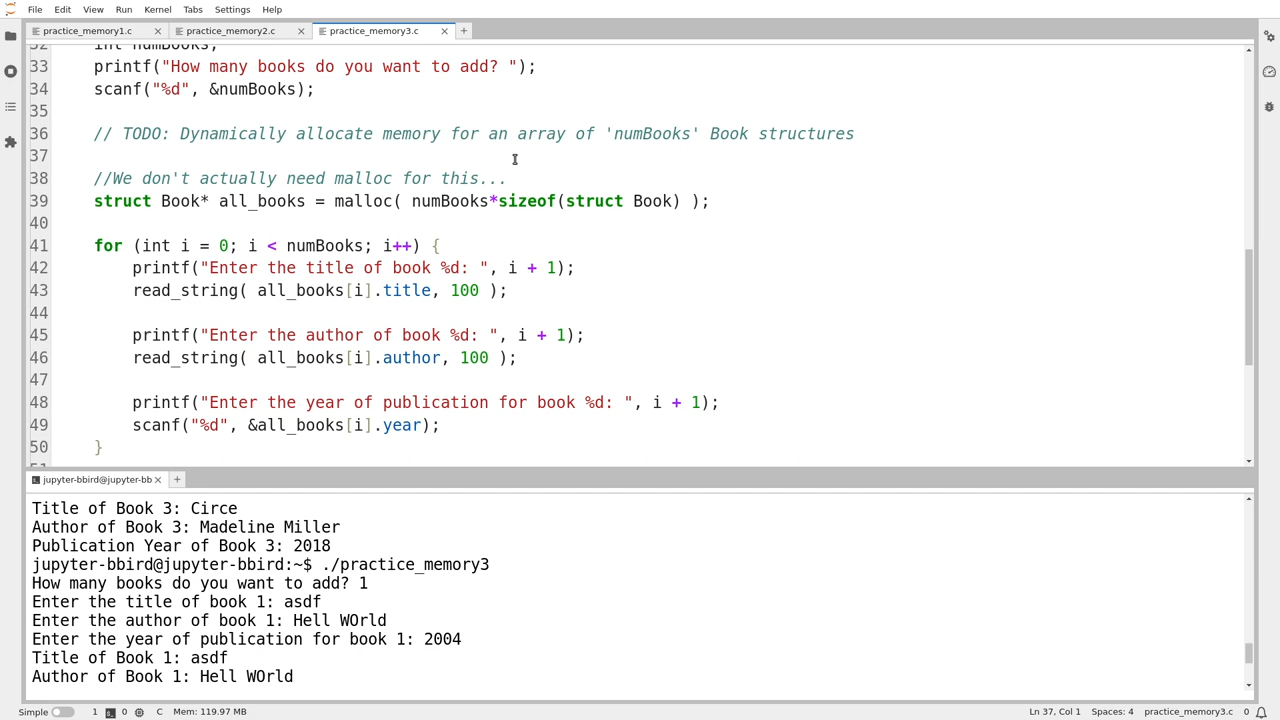 File Edit View Run Kernel Tabs Settings Help
practice_memory1.c practice_memory2.c practice_memory3.c
32 int numBooks;
33 printf("How many books do you want to add? ");
34 scanf("%d", &numBooks);
35
36 // TODO: Dynamically allocate memory for an array of 'numBooks' Book structures
37
38 //We don't actually need malloc for this...
39 struct Book* all_books = malloc( numBooks*sizeof(struct Book) );
40
41 for (int i = 0; i < numBooks; i++) {
42 printf("Enter the title of book %d: ", i + 1);
43 read_string( all_books[i].title, 100 );
44
45 printf("Enter the author of book %d: ", i + 1);
46 read_string( all_books[i].author, 100 );
47
48 printf("Enter the year of publication for book %d: ", i + 1);
49 scanf("%d", &all_books[i].year);
50 }
51
jupyter-bbird@jupyter-bb
Title of Book 3: Circe
Author of Book 3: Madeline Miller
Publication Year of Book 3: 2018
jupyter-bbird@jupyter-bbird:~$ ./practice_memory3
How many books do you want to add? 1
Enter the title of book 1: asdf
Enter the author of book 1: Hell WOrld
Enter the year of publication for book 1: 2004
Title of Book 1: asdf
Author of Book 1: Hell WOrld
Simple 1 0 C Mem: 119.97 MB Ln 37, Col 1 Spaces: 4 practice_memory3.c 0